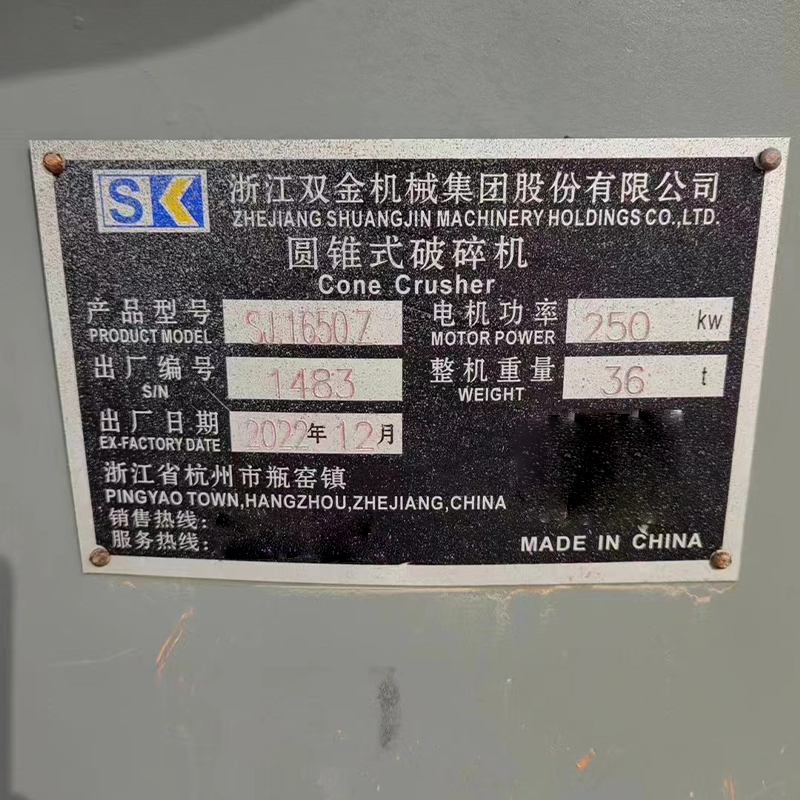 SK 浙江双金机械集团股份有限公司
ZHEJIANG SHUANGJIN MACHINERY HOLDINGS CO.,LTD.
圆锥式破碎机
Cone Crusher
产品型号 SJ1650Z 电机功率 250 kw
PRODUCT MODEL MOTOR POWER
出厂编号 1483 整机重量 36 t
S/N WEIGHT
出厂日期 2022年12月
EX-FACTORY DATE
浙江省杭州市瓶窑镇
PINGYAO TOWN,HANGZHOU,ZHEJIANG,CHINA
销售热线:
服务热线:
MADE IN CHINA